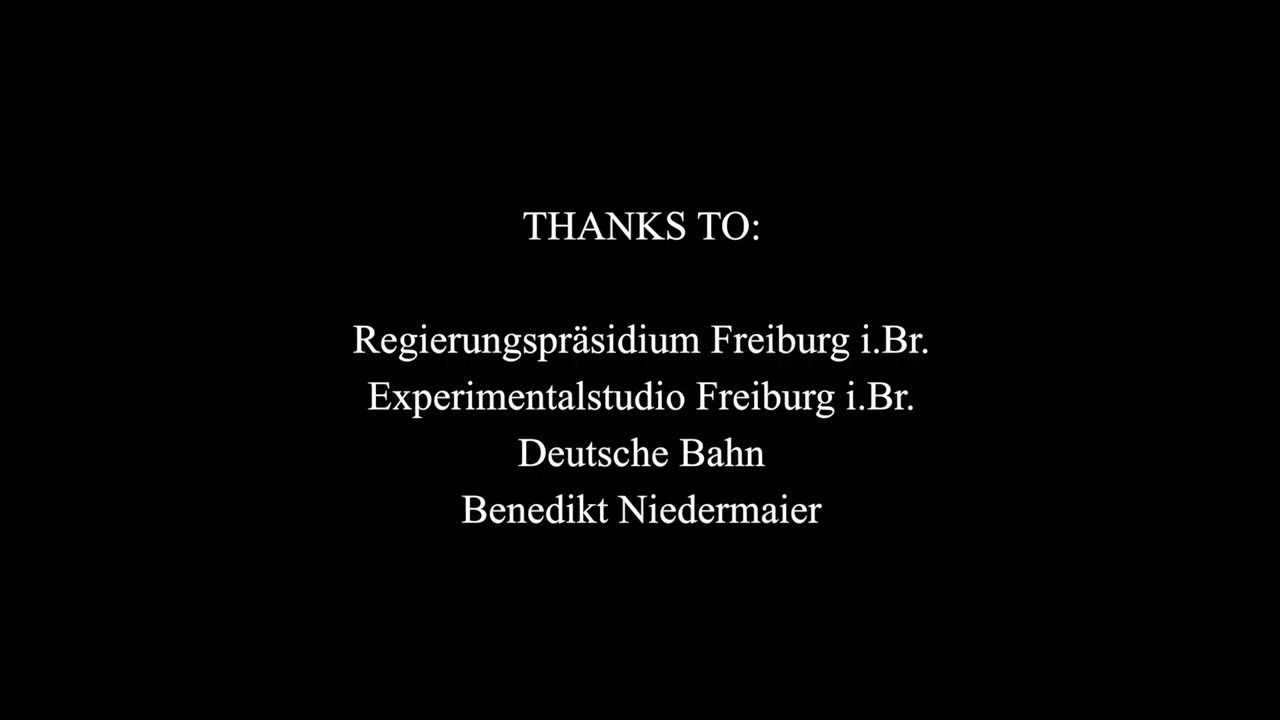 THANKS TO:
Regierungspräsidium Freiburg i.Br.
Experimentalstudio Freiburg i.Br.
Deutsche Bahn
Benedikt Niedermaier